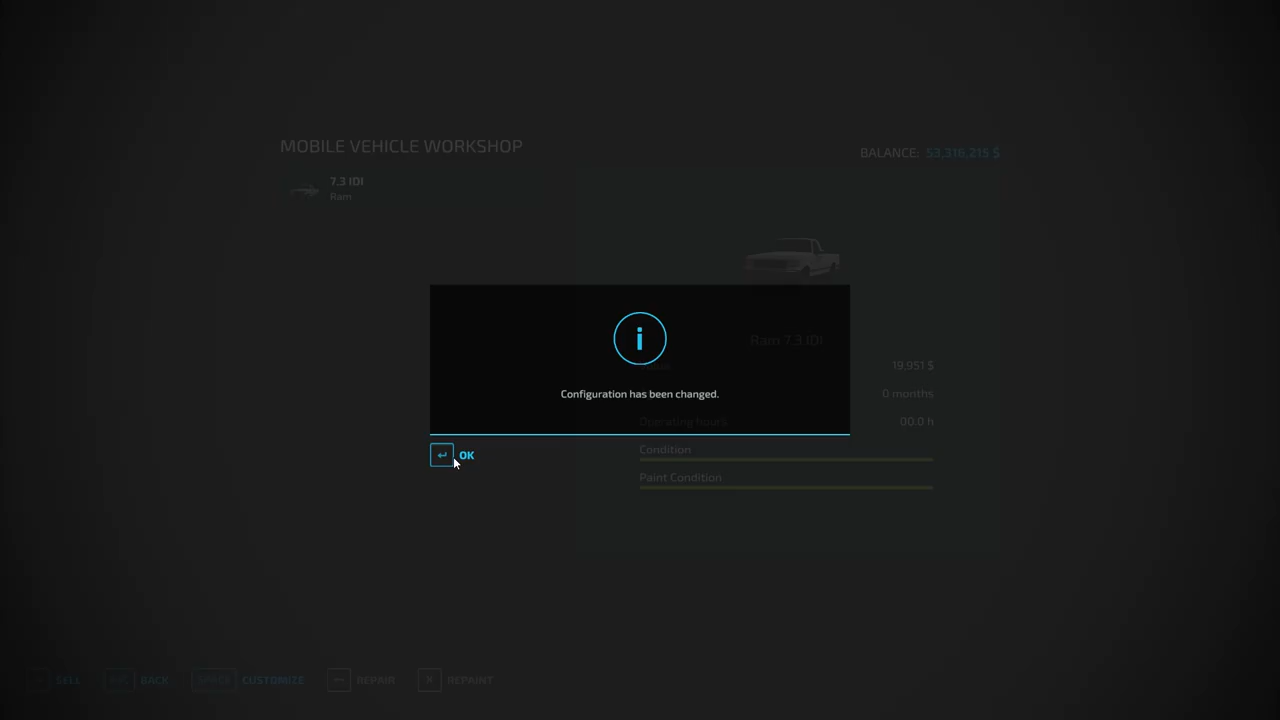 MOBILE VEHICLE WORKSHOP
BALANCE: 53,316,215 $
7.3 IDI
Ram
Ram 7.3 IDI
19,951 $
Configuration has been changed.
0 months
Operating hours
00.0 h
Condition
OK
Paint Condition
SELL
BACK
CUSTOMIZE
REPAIR
X REPAINT